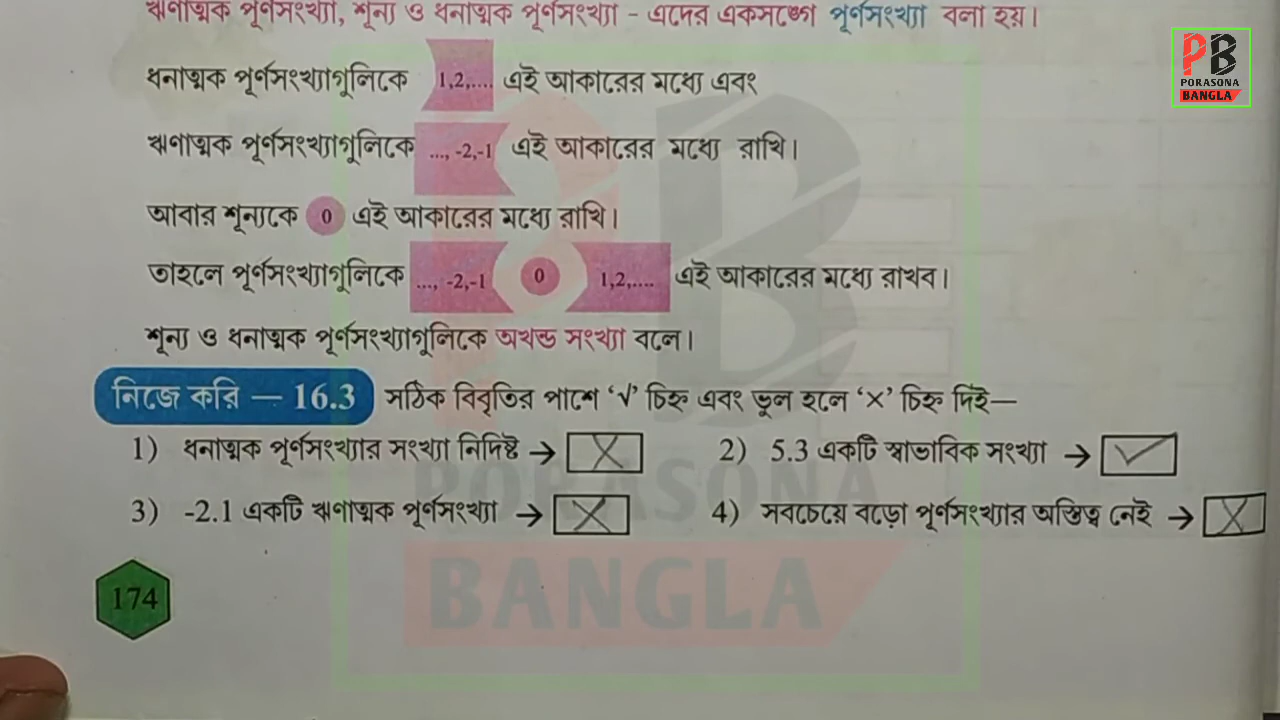 ঋণাত্মক পূর্ণসংখ্যা, শূন্য ও ধনাত্মক পূর্ণসংখ্যা - এদের একসঙ্গে পূর্ণসংখ্যা বলা হয়।
PB
PORASONA
BANGLA
ধনাত্মক পূর্ণসংখ্যাগুলিকে 1,2,.... এই আকারের মধ্যে এবং
ঋণাত্মক পূর্ণসংখ্যাগুলিকে ..., -2,-1 এই আকারের মধ্যে রাখি।
আবার শূন্যকে 0 এই আকারের মধ্যে রাখি।
তাহলে পূর্ণসংখ্যাগুলিকে ..., -2,-1 0 1,2,.... এই আকারের মধ্যে রাখব।
শূন্য ও ধনাত্মক পূর্ণসংখ্যাগুলিকে অখন্ড সংখ্যা বলে।
নিজে করি — 16.3 সঠিক বিবৃতির পাশে ‘√’ চিহ্ন এবং ভুল হলে ‘×’ চিহ্ন দিই—
1) ধনাত্মক পূর্ণসংখ্যার সংখ্যা নির্দিষ্ট → ×
2) 5.3 একটি স্বাভাবিক সংখ্যা → ✓
3) -2.1 একটি ঋণাত্মক পূর্ণসংখ্যা → ×
4) সবচেয়ে বড়ো পূর্ণসংখ্যার অস্তিত্ব নেই → ×
PB
PORASONA
BANGLA
174